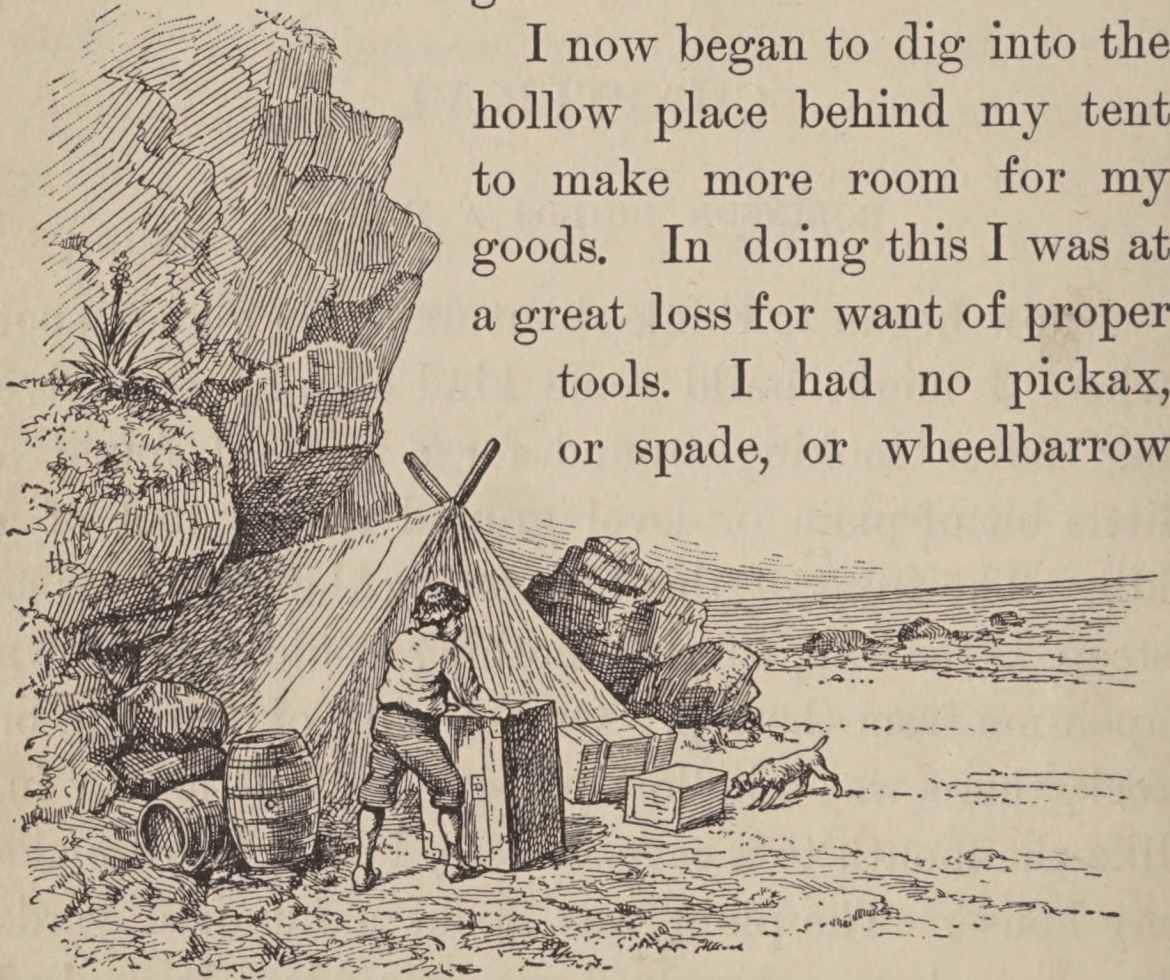 I now began to dig into the
hollow place behind my tent
to make more room for my
goods. In doing this I was at
a great loss for want of proper
tools. I had no pickax,
or spade, or wheelbarrow